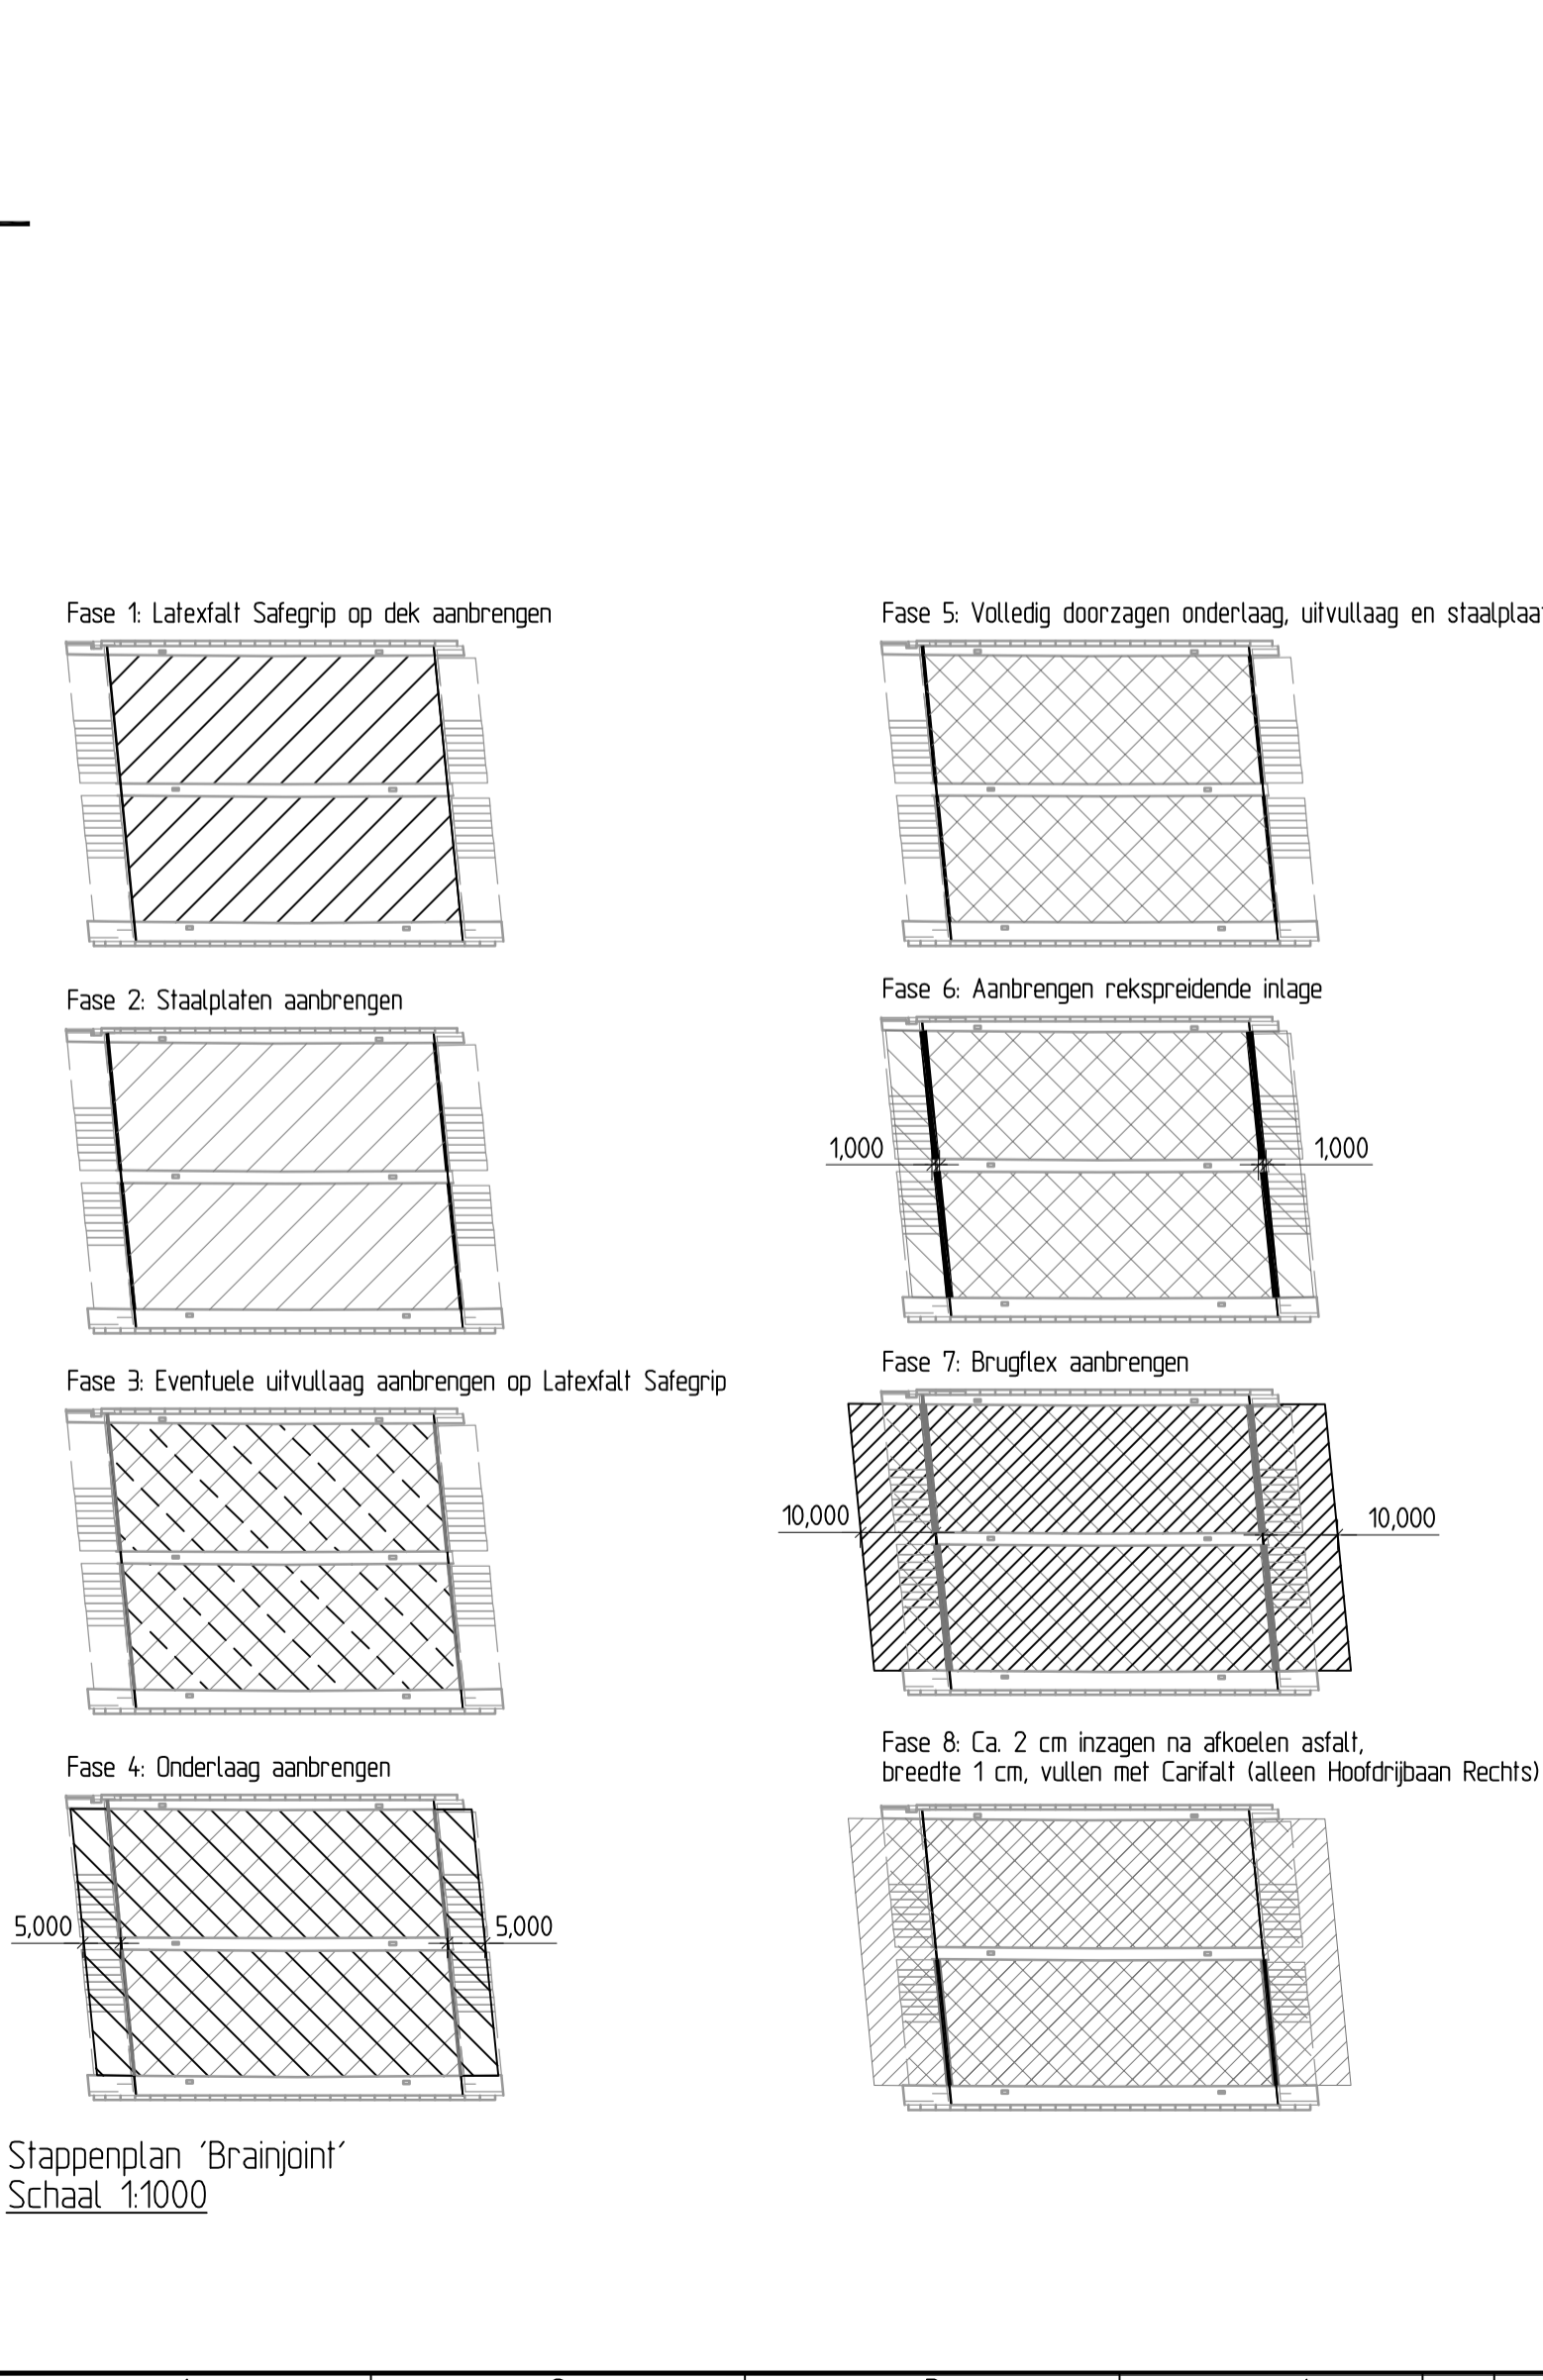 Fase 1: Latexfalt Safegrip op dek aanbrengen
Fase 2: Staalplaten aanbrengen
Fase 3: Eventuele uitvullaag aanbrengen op Latexfalt Safegrip
Fase 4: Onderlaag aanbrengen
5,000
5,000
Fase 5: Volledig doorzagen onderlaag, uitvullaag en
Fase 6: Aanbrengen rekspreidende inlage
1,000
1,000
Fase 7: Brugflex aanbrengen
10,000
10,000
Fase 8: Ca. 2 cm inzagen na afkoelen asfalt,
breedte 1 cm, vullen met Carifalt (alleen Hoofdrijbaan Rechts)
Stappenplan 'Brainjoint'
Schaal 1:1000